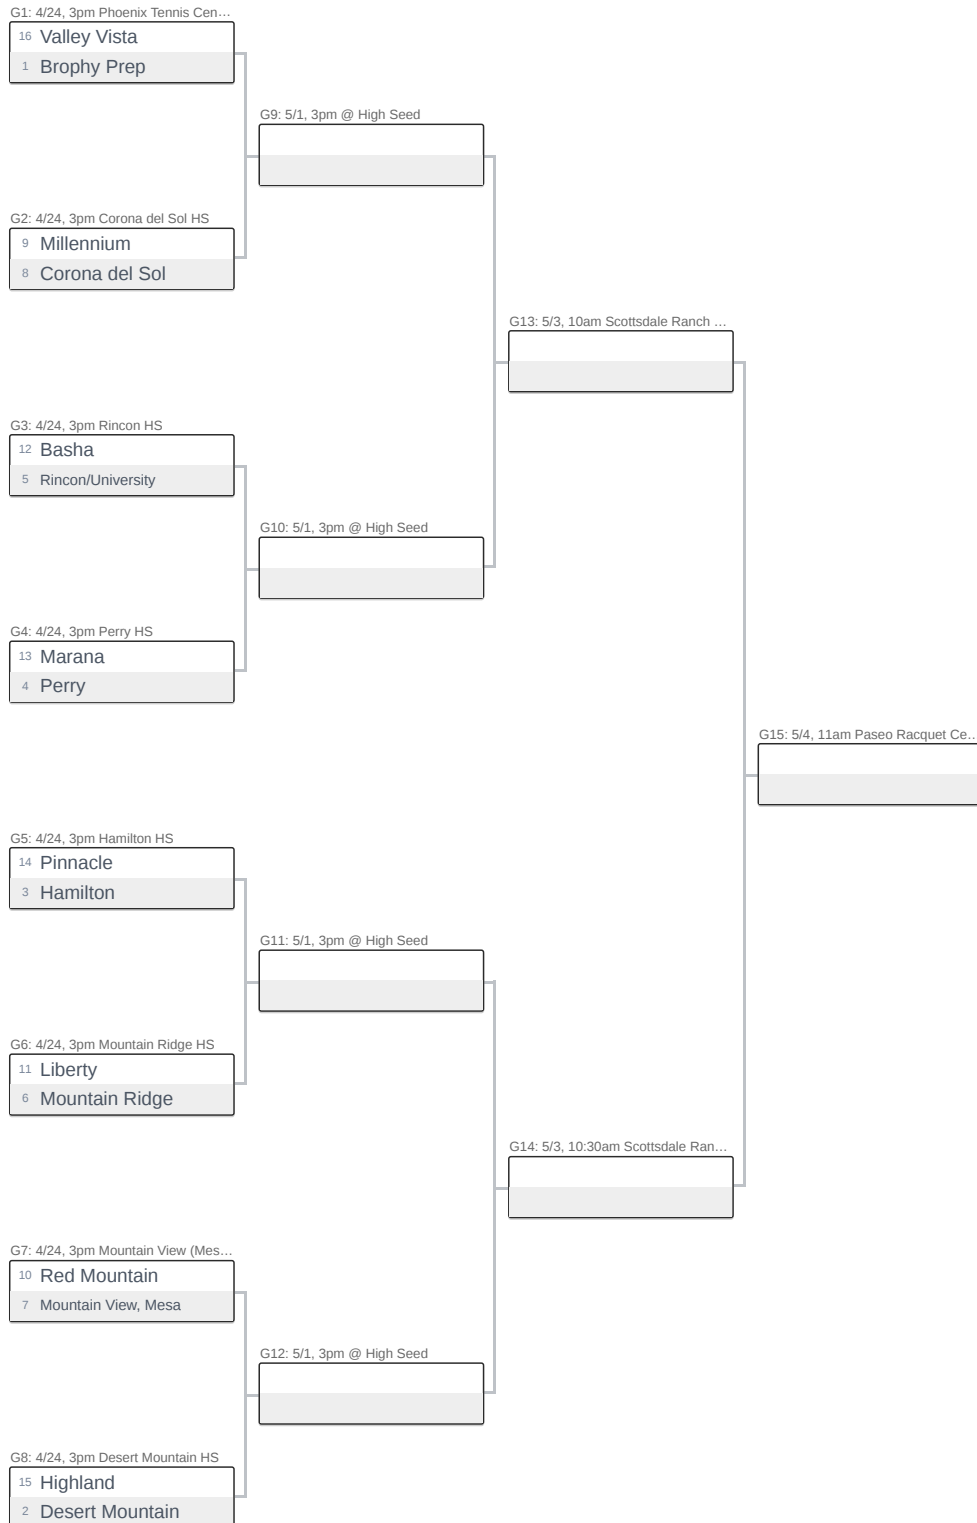 G1: 4/24, 3pm Phoenix Tennis Cen...
16 Valley Vista
1 Brophy Prep
G9: 5/1, 3pm @ High Seed
G2: 4/24, 3pm Corona del Sol HS
9 Millennium
8 Corona del Sol
G13: 5/3, 10am Scottsdale Ranch ...
G3: 4/24, 3pm Rincon HS
12 Basha
5 Rincon/University
G10: 5/1, 3pm @ High Seed
G4: 4/24, 3pm Perry HS
13 Marana
4 Perry
G15: 5/4, 11am Paseo Racquet Ce...
G5: 4/24, 3pm Hamilton HS
14 Pinnacle
3 Hamilton
G11: 5/1, 3pm @ High Seed
G6: 4/24, 3pm Mountain Ridge HS
11 Liberty
6 Mountain Ridge
G14: 5/3, 10:30am Scottsdale Ran...
G7: 4/24, 3pm Mountain View (Mes...
10 Red Mountain
7 Mountain View, Mesa
G12: 5/1, 3pm @ High Seed
G8: 4/24, 3pm Desert Mountain HS
15 Highland
2 Desert Mountain